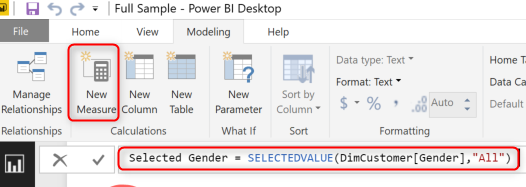 Full Sample - Power BI Desktop
File Home View Modeling Help
Manage Relationships
New Measure
New Column
New Table
New Parameter
Sort by Column
Data type: Text
Format: Text
$ % , .00 Auto
Home T
Data Ca
Default
Relationships Calculations What If Sort Formatting
Selected Gender = SELECTEDVALUE(DimCustomer[Gender],"All")